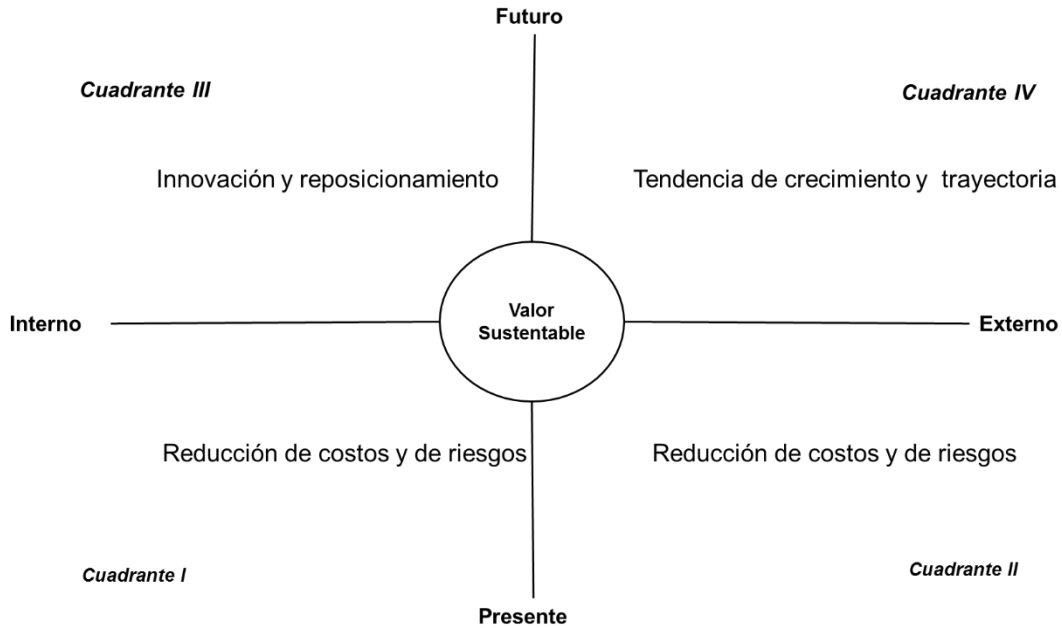 Futuro
Cuadrante III
Cuadrante IV
Innovación y reposicionamiento
Tendencia de crecimiento y trayectoria
Interno
Valor
Sustentable
Externo
Reducción de costos y de riesgos
Reducción de costos y de riesgos
Cuadrante I
Cuadrante II
Presente